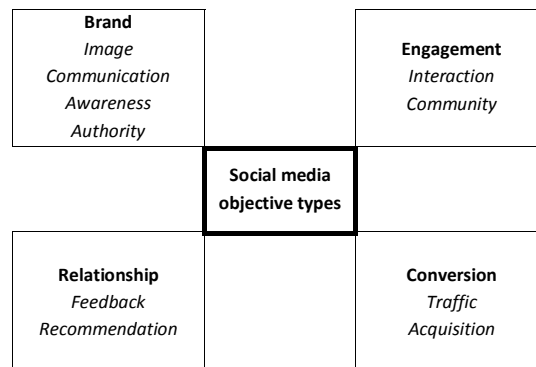 Brand
Image
Communication
Awareness
Authority
Engagement
Interaction
Community
Social media
objective types
Relationship
Feedback
Recommendation
Conversion
Traffic
Acquisition